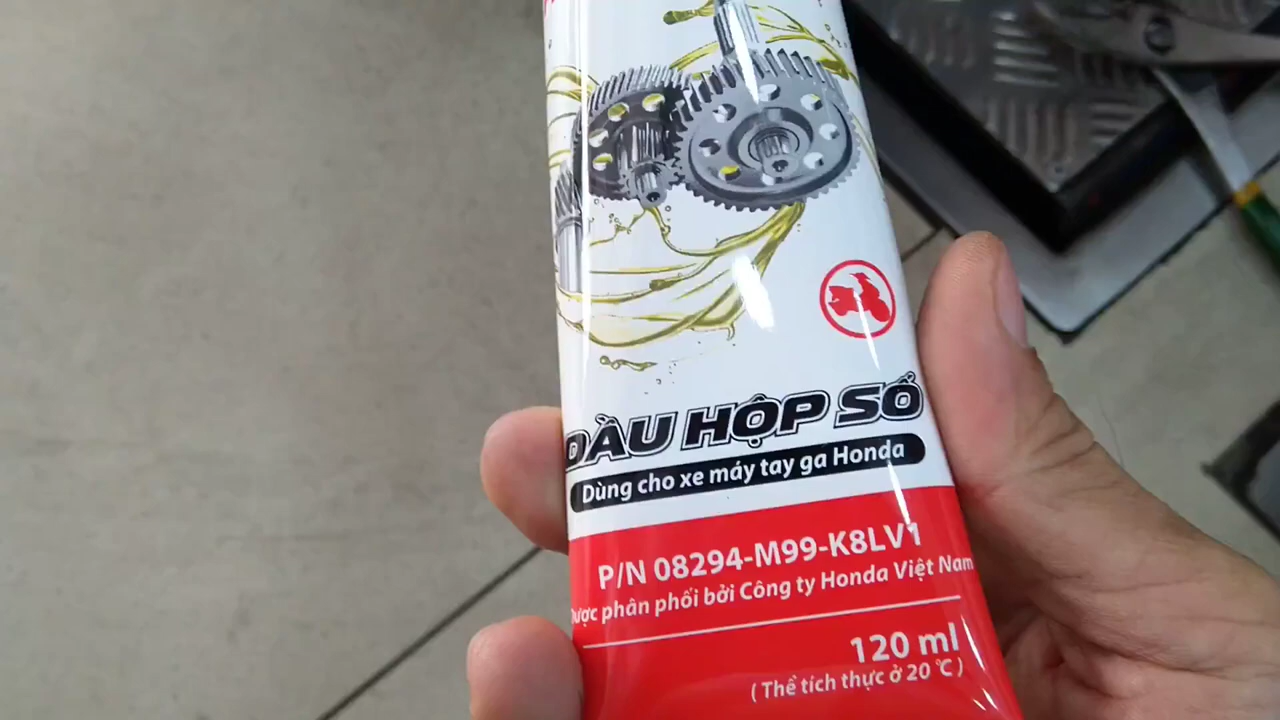 DẦU HỘP SỐ
Dùng cho xe máy tay ga Honda
P/N 08294-M99-K8LV1
Được phân phối bởi Công ty Honda Việt Nam
120 ml
( Thể tích thực ở 20 °C )